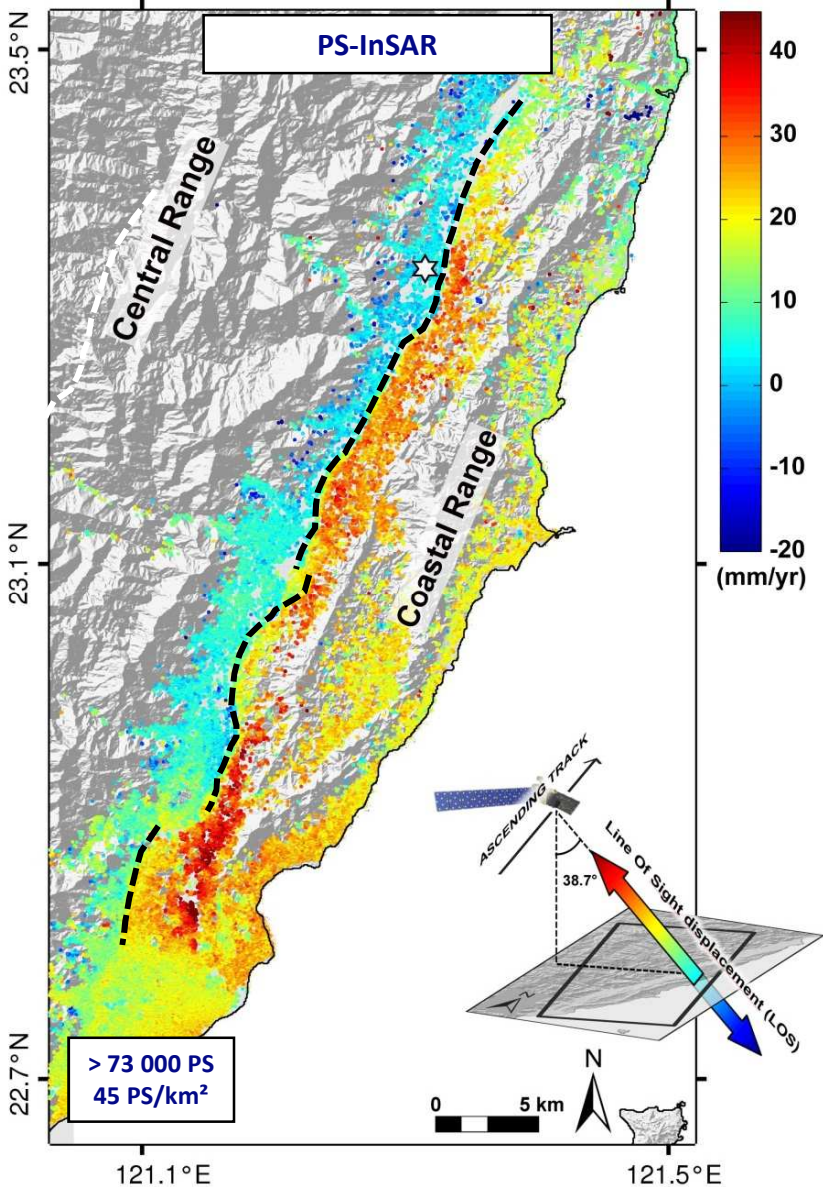 PS-InSAR
23.5°N
23.1°N
22.7°N
Central Range
Coastal Range
40
30
20
10
0
-10
-20
(mm/yr)
ASCENDING TRACK
38.7°
Line Of Sight displacement (LOS)
N
> 73 000 PS
45 PS/km²
0 5 km
N
121.1°E
121.5°E